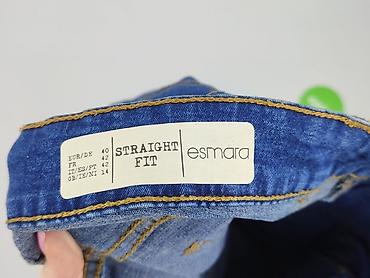 EUR/DE 40
FR 42
IT/ES/PT 42
GB/IE/NI 14
STRAIGHT
FIT
esmara